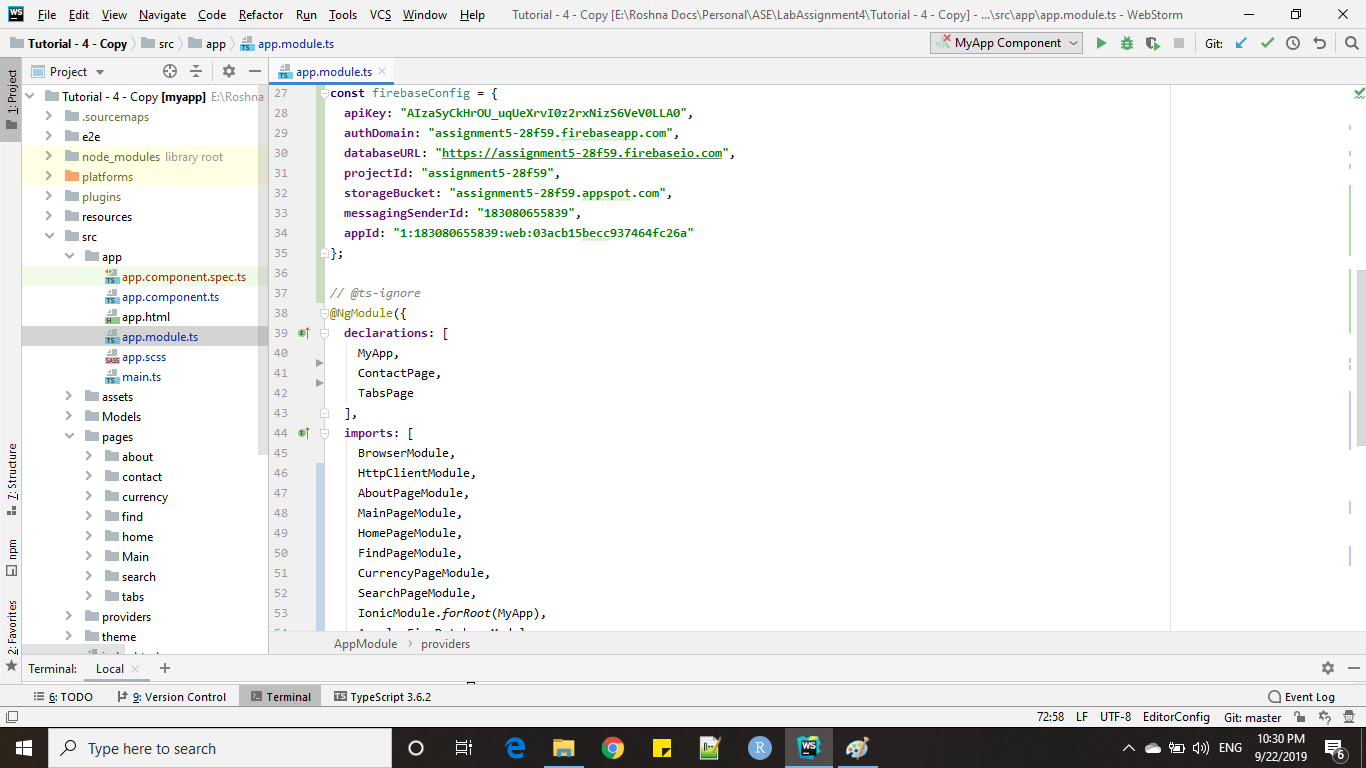 File Edit View Navigate Code Refactor Run Tools VCS Window Help Tutorial - 4 - Copy [E:\Roshna Docs\Personal\ASE\LabAssignment4\Tutorial - 4 - Copy] - ...\src\app\app.module.ts - WebStorm
Tutorial - 4 - Copy src app app.module.ts MyApp Component Git:
Project app.module.ts
1: Project
Tutorial - 4 - Copy [myapp] E:\Roshna
.sourcemaps
e2e
node_modules library root
platforms
plugins
resources
src
app
app.component.spec.ts
app.component.ts
app.html
app.module.ts
app.scss
main.ts
assets
Models
pages
about
contact
currency
find
home
Main
search
tabs
providers
theme
7: Structure
npm
2: Favorites
27 const firebaseConfig = {
28 apiKey: "AIzaSyCkHrOU_uqUeXrvI0z2rxNizS6VeV0LLA0",
29 authDomain: "assignment5-28f59.firebaseapp.com",
30 databaseURL: "https://assignment5-28f59.firebaseio.com",
31 projectId: "assignment5-28f59",
32 storageBucket: "assignment5-28f59.appspot.com",
33 messagingSenderId: "183080655839",
34 appId: "1:183080655839:web:03acb15becc937464fc26a"
35 };
36
37 // @ts-ignore
38 @NgModule({
39 declarations: [
40 MyApp,
41 ContactPage,
42 TabsPage
43 ],
44 imports: [
45 BrowserModule,
46 HttpClientModule,
47 AboutPageModule,
48 MainPageModule,
49 HomePageModule,
50 FindPageModule,
51 CurrencyPageModule,
52 SearchPageModule,
53 IonicModule.forRoot(MyApp),
AppModule providers
Terminal: Local
6: TODO 9: Version Control Terminal TypeScript 3.6.2 Event Log
72:58 LF UTF-8 EditorConfig Git: master
Type here to search
ENG
10:30 PM
9/22/2019
6